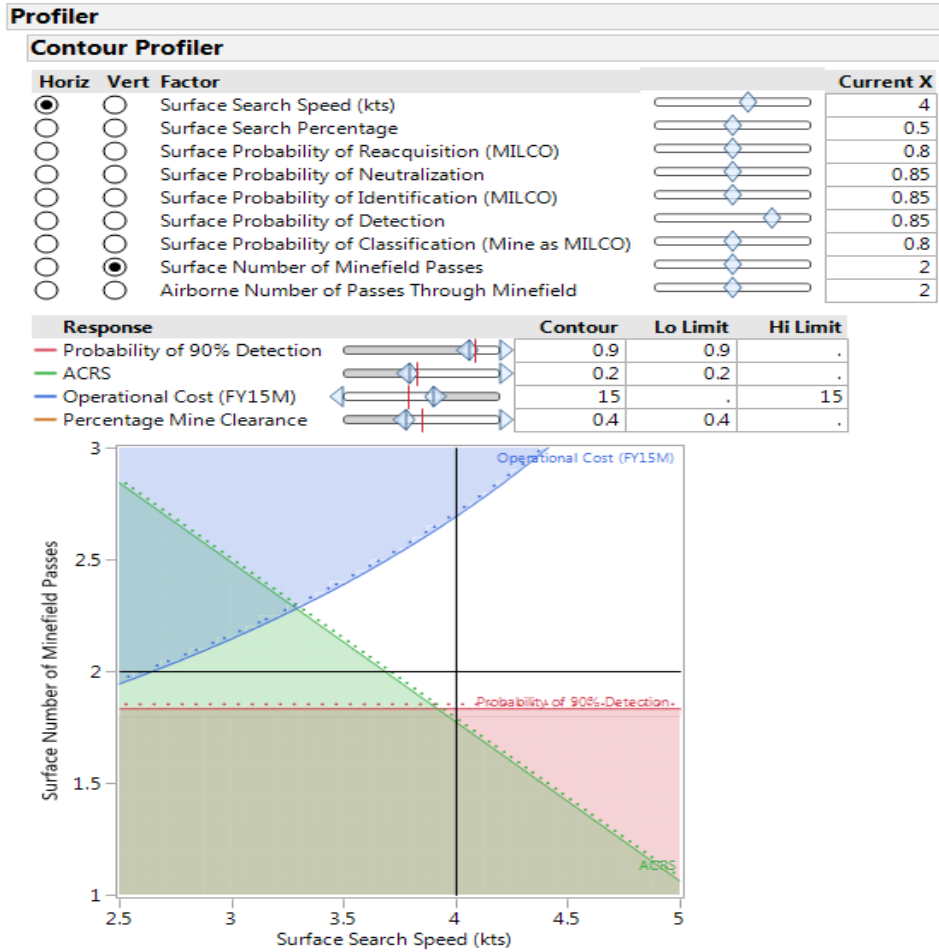 Profiler
Contour Profiler
Horiz Vert Factor Current X
Surface Search Speed (kts) 4
Surface Search Percentage 0.5
Surface Probability of Reacquisition (MILCO) 0.8
Surface Probability of Neutralization 0.85
Surface Probability of Identification (MILCO) 0.85
Surface Probability of Detection 0.85
Surface Probability of Classification (Mine as MILCO) 0.8
Surface Number of Minefield Passes 2
Airborne Number of Passes Through Minefield 2
Response Contour Lo Limit Hi Limit
Probability of 90% Detection 0.9 0.9 .
ACRS 0.2 0.2 .
Operational Cost (FY15M) 15 . 15
Percentage Mine Clearance 0.4 0.4 .
3
Operational Cost (FY15M)
2.5
2
Probability of 90% Detection
1.5
ACRS
1
Surface Number of Minefield Passes
2.5 3 3.5 4 4.5 5
Surface Search Speed (kts)